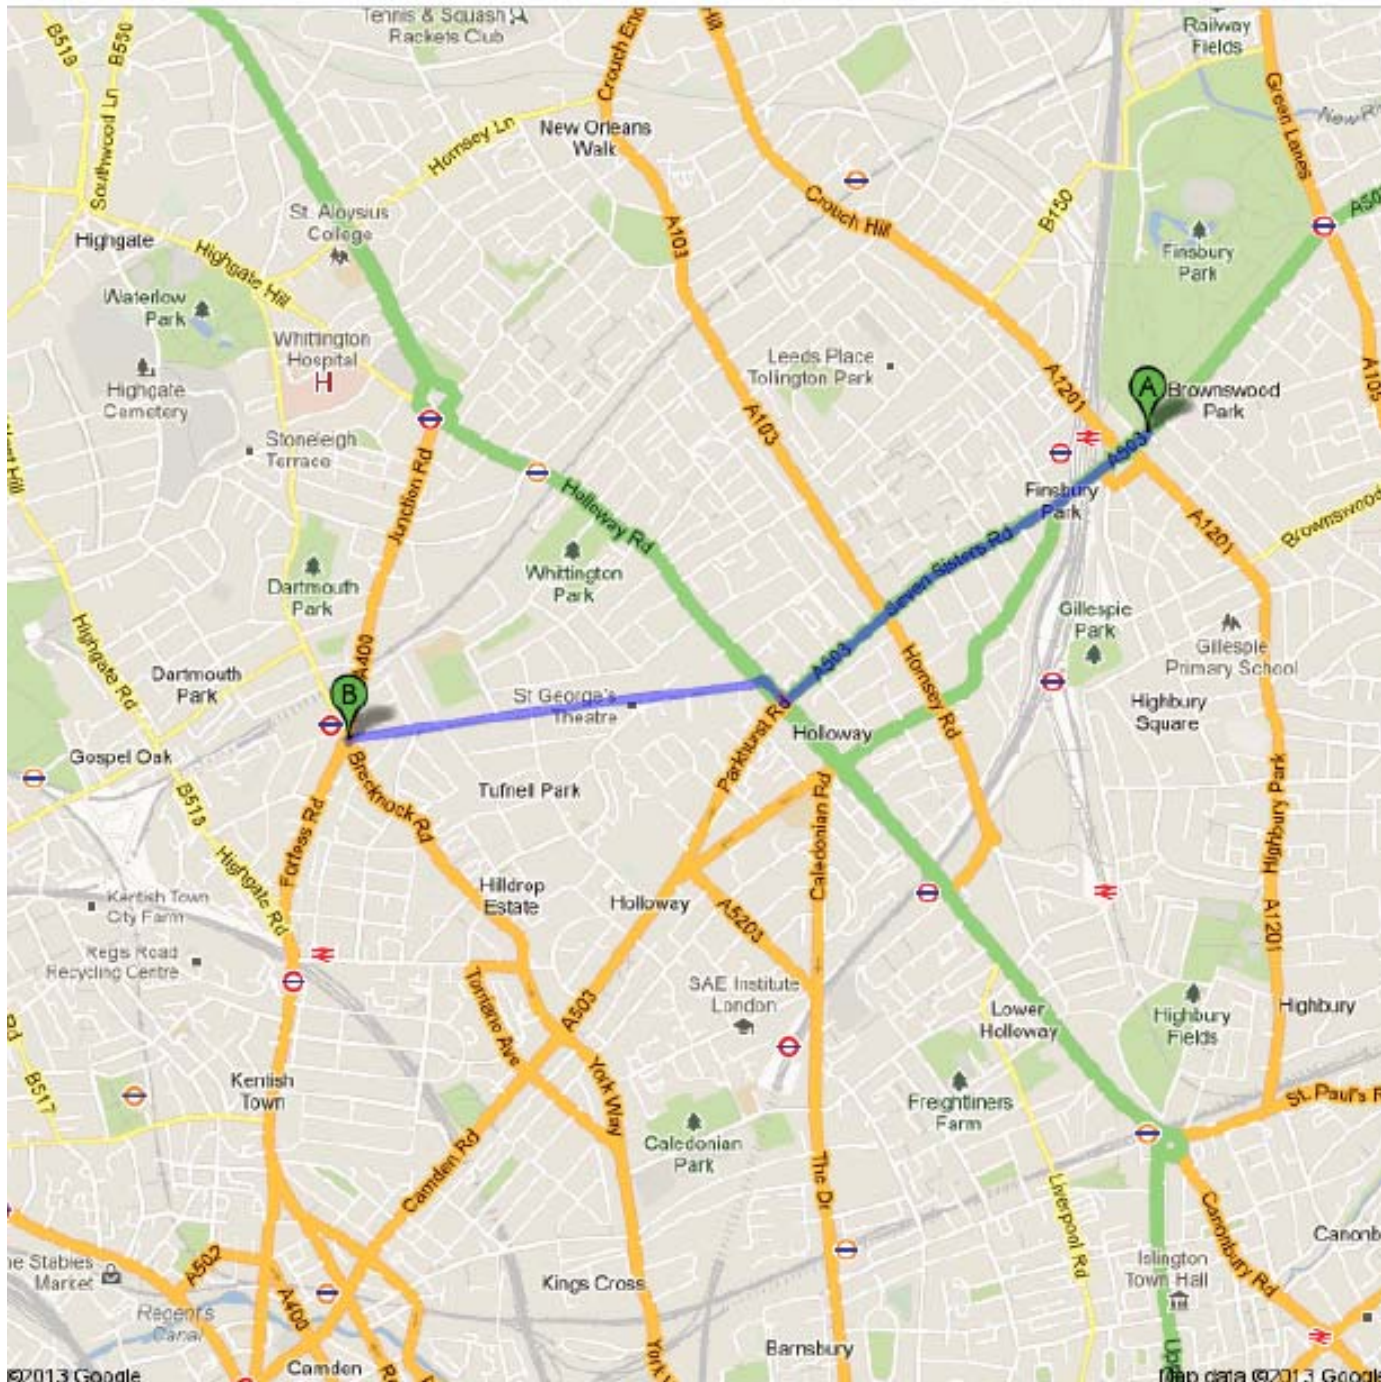 Tennis & Squash
Rackets Club
Railway
Fields
B519
B530
Crouch End
Hill
Green Lanes
New R
Southwood Ln
Hornsey Ln
New Orleans
Walk
St. Aloysius
College
Highgate
Highgate Hill
A103
Crouch Hill
B150
A503
Finsbury
Park
Waterlow
Park
Whittington
Hospital
H
Highgate
Cemetery
Leeds Place
Tollington Park
A1201
A
Brownswood
Park
A105
Stoneleigh
Terrace
A103
A503
Junction Rd
Holloway Rd
Finsbury
Park
A1201
Brownswood
Whittington
Park
Dartmouth
Park
Seven Sisters Rd
Gillespie
Park
Gillespie
Primary School
Highgate Rd
A400
A503
Hornsey Rd
Dartmouth
Park
B
St George's
Theatre
Parkhurst Rd
Holloway
Highbury
Square
Gospel Oak
Brecknock Rd
Tufnell Park
B518
Fortess Rd
Caledonian Rd
Highbury Park
Highgate Rd
Hilldrop
Estate
Holloway
A5203
Kentish Town
City Farm
A1201
Regis Road
Recycling Centre
Torriano Ave
A503
SAE Institute
London
Lower
Holloway
Highbury
Fields
Highbury
Rd
B517
Kentish
Town
York Way
Freightliners
Farm
St. Paul's R
Camden Rd
Caledonian
Park
The Dr
Liverpool Rd
Canonbury Rd
Canonb
ne Stables
Market
A502
Islington
Town Hall
Regent's
Canal
A400
Kings Cross
Barnsbury
York
Upp
Camden
©2013 Google
Map data ©2013 Google